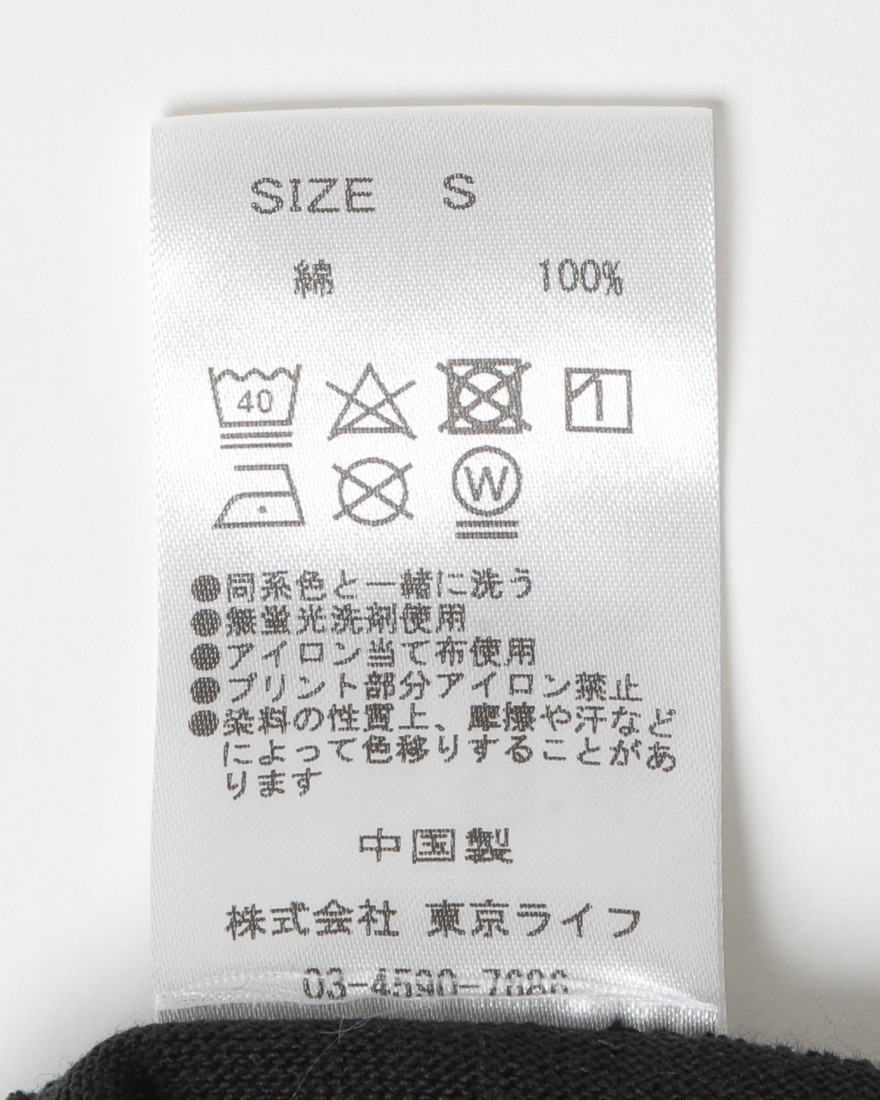 SIZE S
綿 100%
40
W
●同系色と一緒に洗う
●無蛍光洗剤使用
●アイロン当て布使用
●プリント部分アイロン禁止
●染料の性質上、摩擦や汗など
によって色移りすることがあ
ります
中国製
株式会社 東京ライフ
03-4590-7686